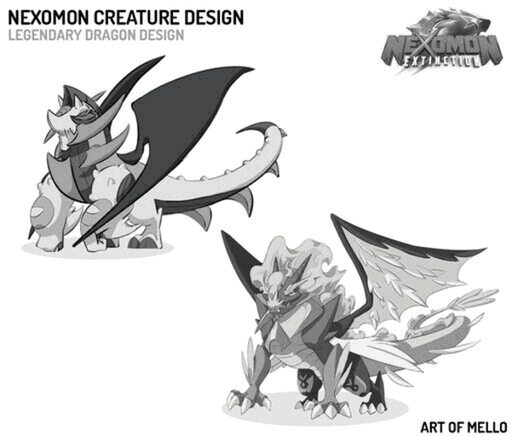 NEXOMON CREATURE DESIGN
LEGENDARY DRAGON DESIGN
NEXOMON
EXTINCTION
ART OF MELLO